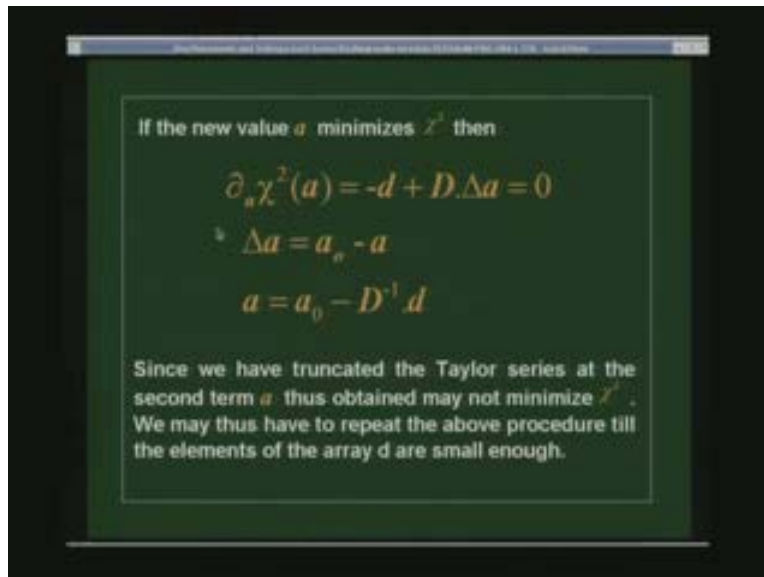 If the new value a minimizes χ² then
∂ₐχ²(a) = -d + D.Δa = 0
Δa = aₒ - a
a = a₀ − D⁻¹.d
Since we have truncated the Taylor series at the
second term a thus obtained may not minimize χ² .
We may thus have to repeat the above procedure till
the elements of the array d are small enough.